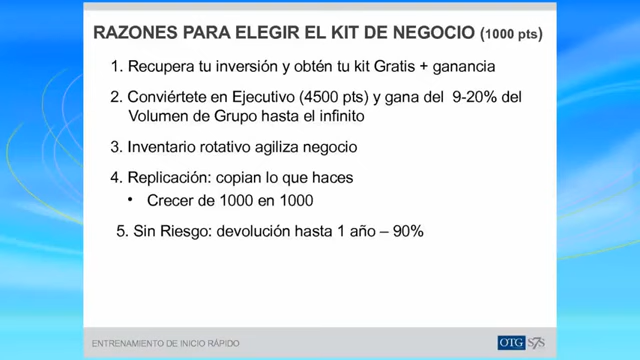 RAZONES PARA ELEGIR EL KIT DE NEGOCIO (1000 pts)
1. Recupera tu inversión y obtén tu kit Gratis + ganancia
2. Conviértete en Ejecutivo (4500 pts) y gana del 9-20% del
Volumen de Grupo hasta el infinito
3. Inventario rotativo agiliza negocio
4. Replicación: copian lo que haces
• Crecer de 1000 en 1000
5. Sin Riesgo: devolución hasta 1 año – 90%
ENTRENAMIENTO DE INICIO RÁPIDO
OTG S7S